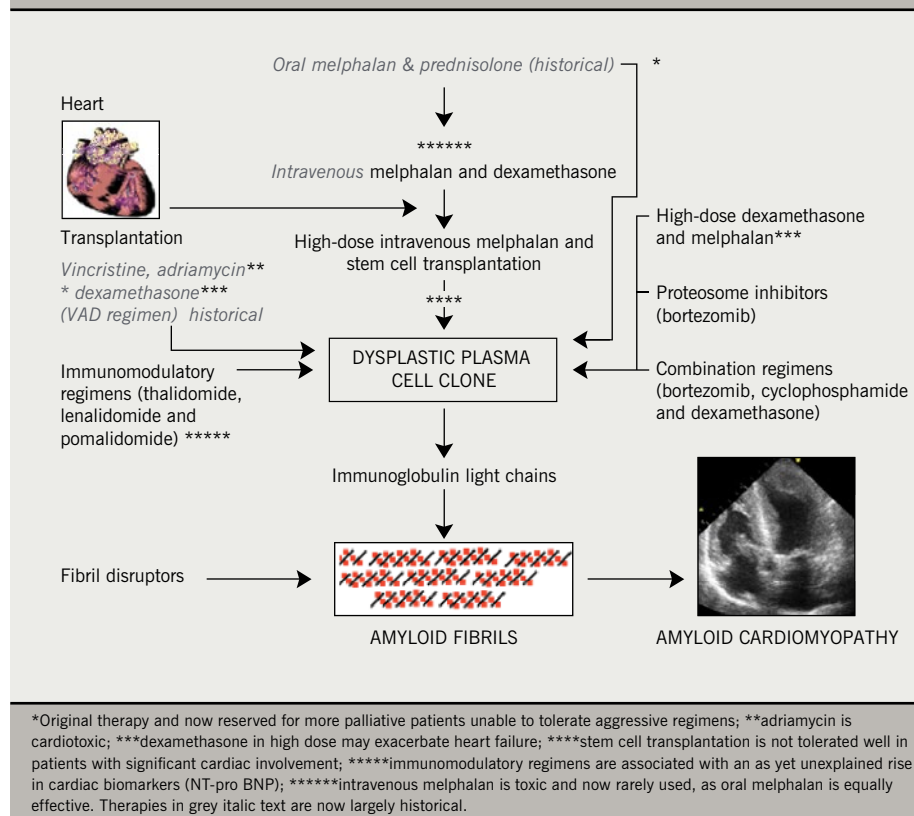 Oral melphalan & prednisolone (historical) *
Heart
******
Intravenous melphalan and dexamethasone
Transplantation
High-dose intravenous melphalan and
stem cell transplantation
****
High-dose dexamethasone
and melphalan***
Vincristine, adriamycin**
* dexamethasone***
(VAD regimen) historical
Proteosome inhibitors
(bortezomib)
DYSPLASTIC PLASMA
CELL CLONE
Immunomodulatory
regimens (thalidomide,
lenalidomide and
pomalidomide) *****
Combination regimens
(bortezomib, cyclophosphamide
and dexamethasone)
Immunoglobulin light chains
Fibril disruptors
AMYLOID FIBRILS
AMYLOID CARDIOMYOPATHY
*Original therapy and now reserved for more palliative patients unable to tolerate aggressive regimens; **adriamycin is
cardiotoxic; ***dexamethasone in high dose may exacerbate heart failure; ****stem cell transplantation is not tolerated well in
patients with significant cardiac involvement; *****immunomodulatory regimens are associated with an as yet unexplained rise
in cardiac biomarkers (NT-pro BNP); ******intravenous melphalan is toxic and now rarely used, as oral melphalan is equally
effective. Therapies in grey italic text are now largely historical.